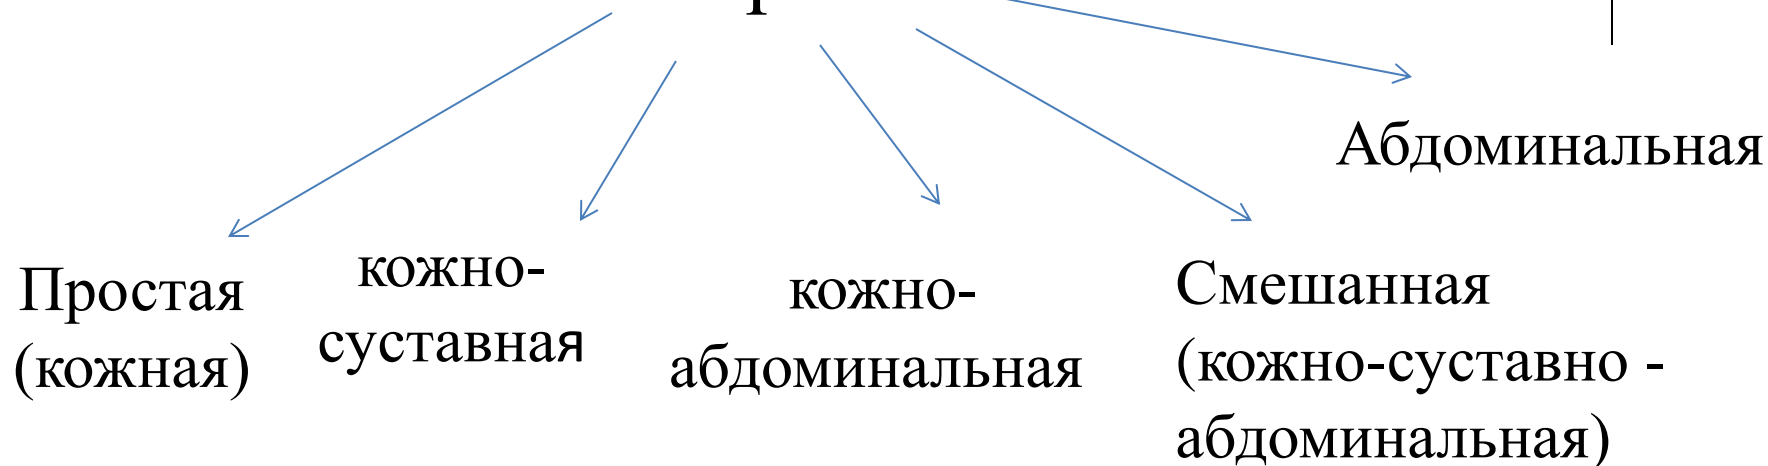 Абдоминальная
Простая
(кожная)
кожно-
суставная
кожно-
абдоминальная
Смешанная
(кожно-суставно -
абдоминальная)